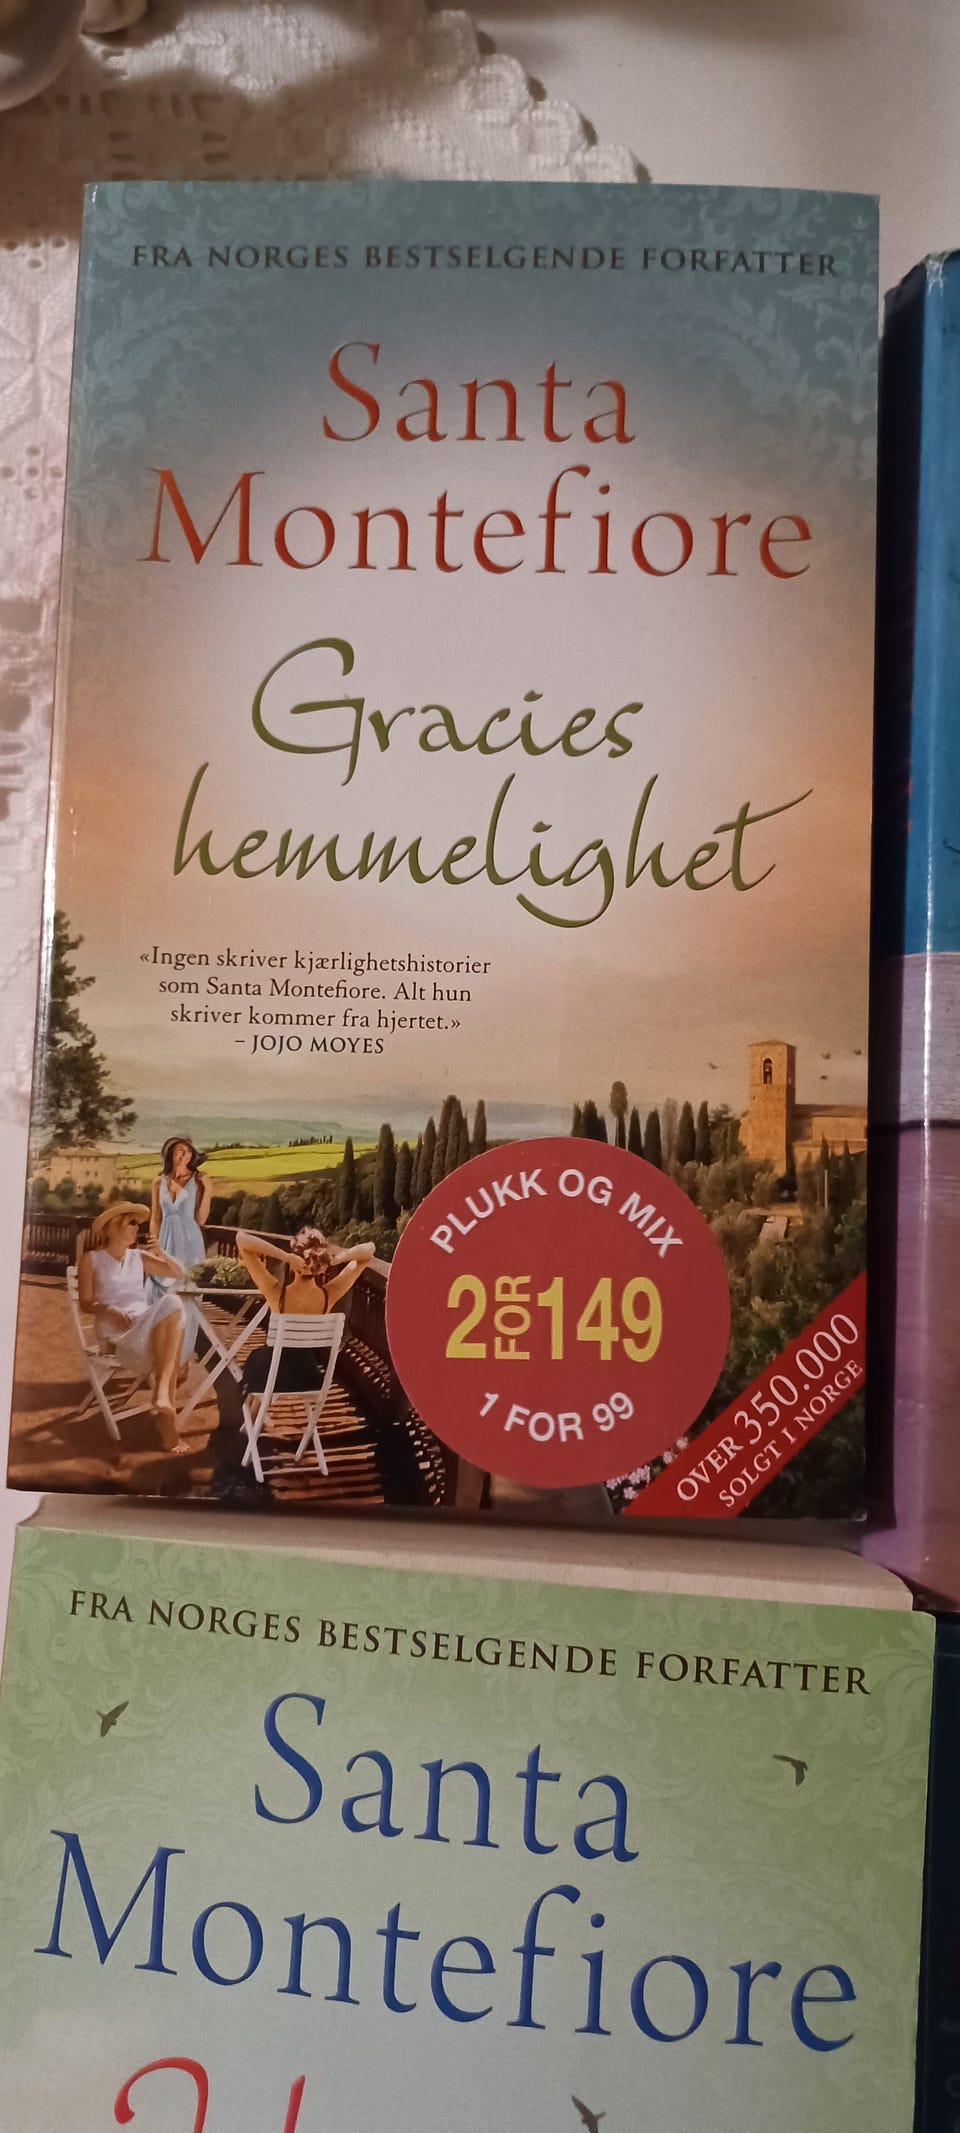 FRA NORGES BESTSELGENDE FORFATTER
Santa
Montefiore
Gracies
hemmelighet
«Ingen skriver kjærlighetshistorier
som Santa Montefiore. Alt hun
skriver kommer fra hjertet.»
– JOJO MOYES
PLUKK OG MIX
2 FOR 149
1 FOR 99
OVER 350.000
SOLGT I NORGE
FRA NORGES BESTSELGENDE FORFATTER
Santa
Montefiore